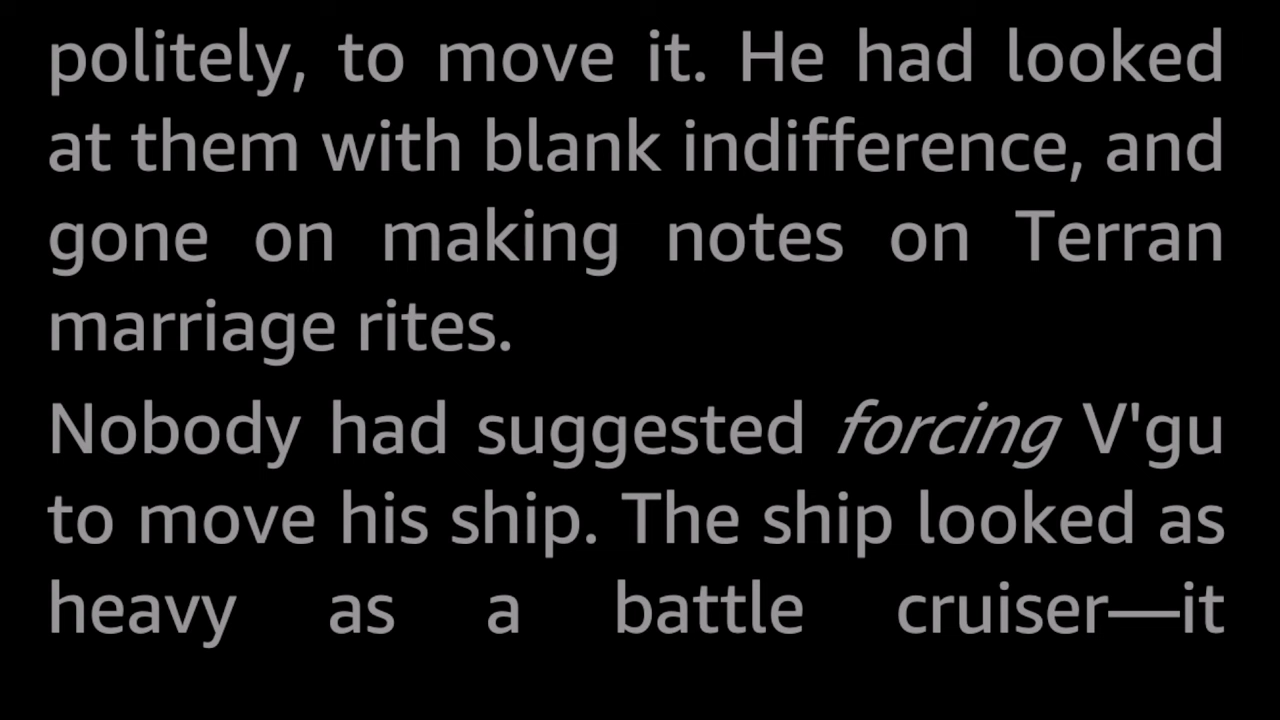 politely, to move it. He had looked
at them with blank indifference, and
gone on making notes on Terran
marriage rites.
Nobody had suggested forcing V'gu
to move his ship. The ship looked as
heavy as a battle cruiser—it